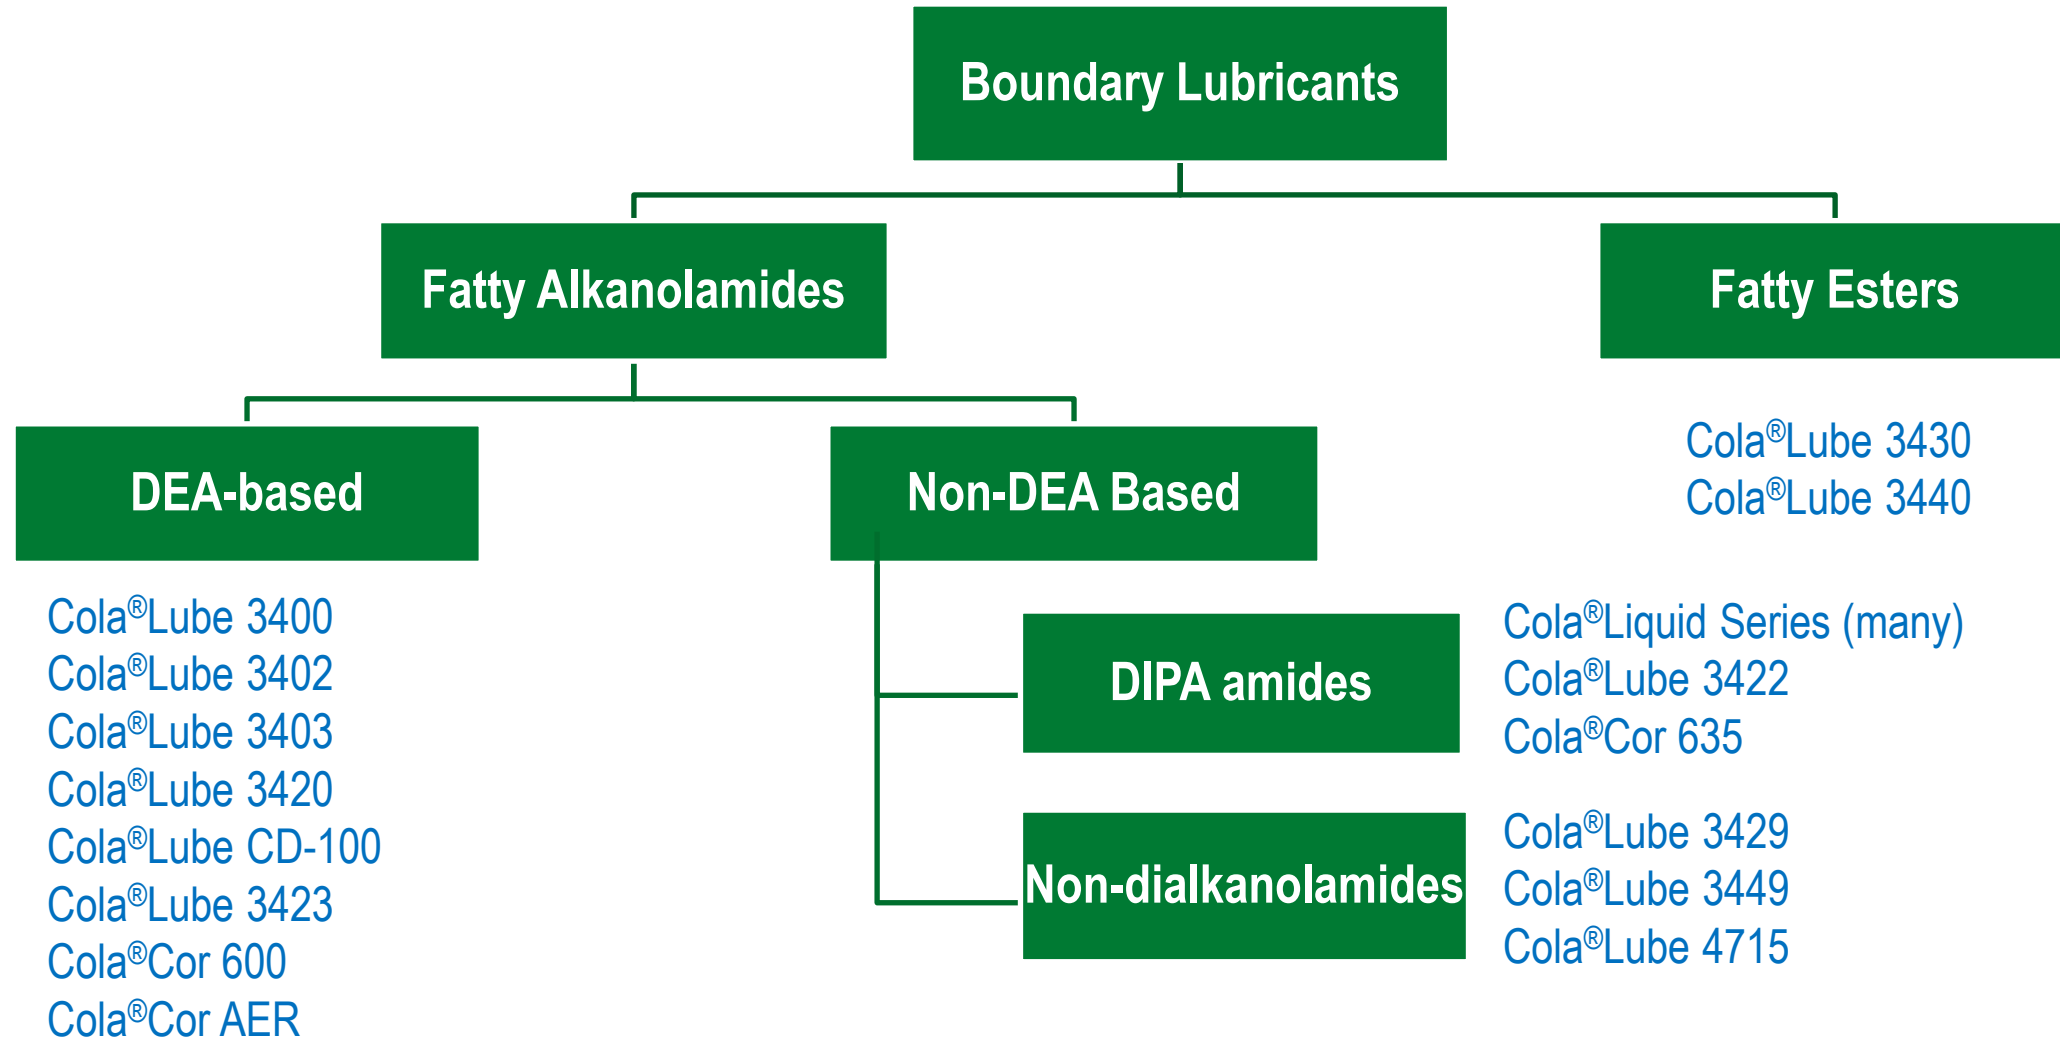 Boundary Lubricants
Fatty Alkanolamides
Fatty Esters
Cola®Lube 3430
Cola®Lube 3440
DEA-based
Non-DEA Based
Cola®Lube 3400
Cola®Lube 3402
Cola®Lube 3403
Cola®Lube 3420
Cola®Lube CD-100
Cola®Lube 3423
Cola®Cor 600
Cola®Cor AER
DIPA amides
Cola®Liquid Series (many)
Cola®Lube 3422
Cola®Cor 635
Non-dialkanolamides
Cola®Lube 3429
Cola®Lube 3449
Cola®Lube 4715